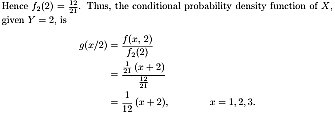 Hence f₂(2) = 12/21. Thus, the conditional probability density function of X,
given Y = 2, is
g(x/2) = f(x, 2) / f₂(2)
= 1/21 (x + 2) / 12/21
= 1/12 (x + 2), x = 1, 2, 3.